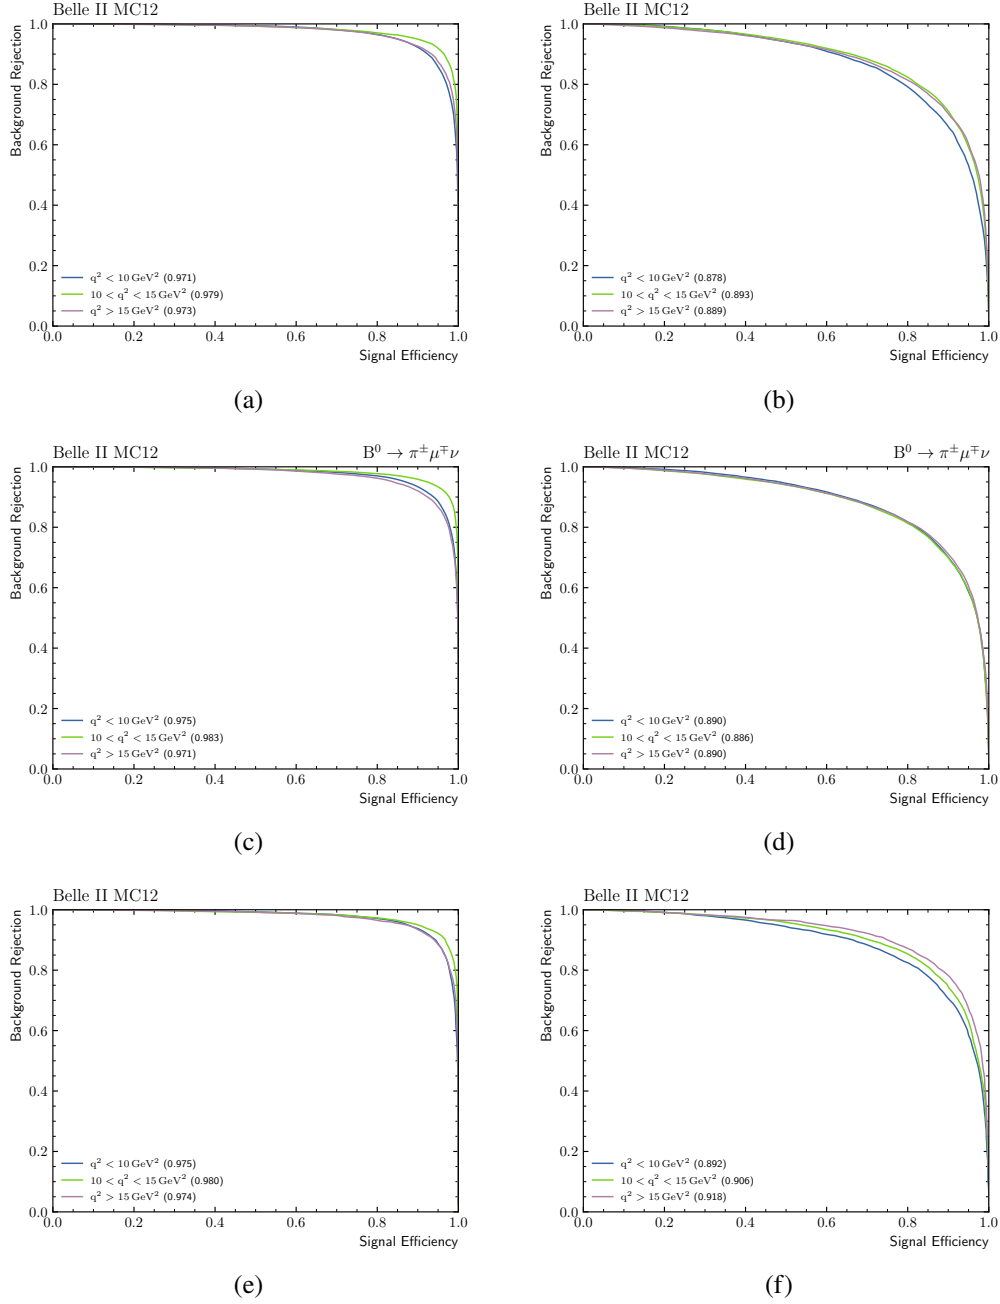 Belle II MC12
Background Rejection
1.0
0.8
0.6
0.4
0.2
0.0
q² < 10 GeV² (0.971)
10 < q² < 15 GeV² (0.979)
q² > 15 GeV² (0.973)
0.0 0.2 0.4 0.6 0.8 1.0
Signal Efficiency
(a)
Belle II MC12
Background Rejection
1.0
0.8
0.6
0.4
0.2
0.0
q² < 10 GeV² (0.878)
10 < q² < 15 GeV² (0.893)
q² > 15 GeV² (0.889)
0.0 0.2 0.4 0.6 0.8 1.0
Signal Efficiency
(b)
Belle II MC12 B⁰ → π±μ∓ν
Background Rejection
1.0
0.8
0.6
0.4
0.2
0.0
q² < 10 GeV² (0.975)
10 < q² < 15 GeV² (0.983)
q² > 15 GeV² (0.971)
0.0 0.2 0.4 0.6 0.8 1.0
Signal Efficiency
(c)
Belle II MC12 B⁰ → π±μ∓ν
Background Rejection
1.0
0.8
0.6
0.4
0.2
0.0
q² < 10 GeV² (0.890)
10 < q² < 15 GeV² (0.886)
q² > 15 GeV² (0.890)
0.0 0.2 0.4 0.6 0.8 1.0
Signal Efficiency
(d)
Belle II MC12
Background Rejection
1.0
0.8
0.6
0.4
0.2
0.0
q² < 10 GeV² (0.975)
10 < q² < 15 GeV² (0.980)
q² > 15 GeV² (0.974)
0.0 0.2 0.4 0.6 0.8 1.0
Signal Efficiency
(e)
Belle II MC12
Background Rejection
1.0
0.8
0.6
0.4
0.2
0.0
q² < 10 GeV² (0.892)
10 < q² < 15 GeV² (0.906)
q² > 15 GeV² (0.918)
0.0 0.2 0.4 0.6 0.8 1.0
Signal Efficiency
(f)